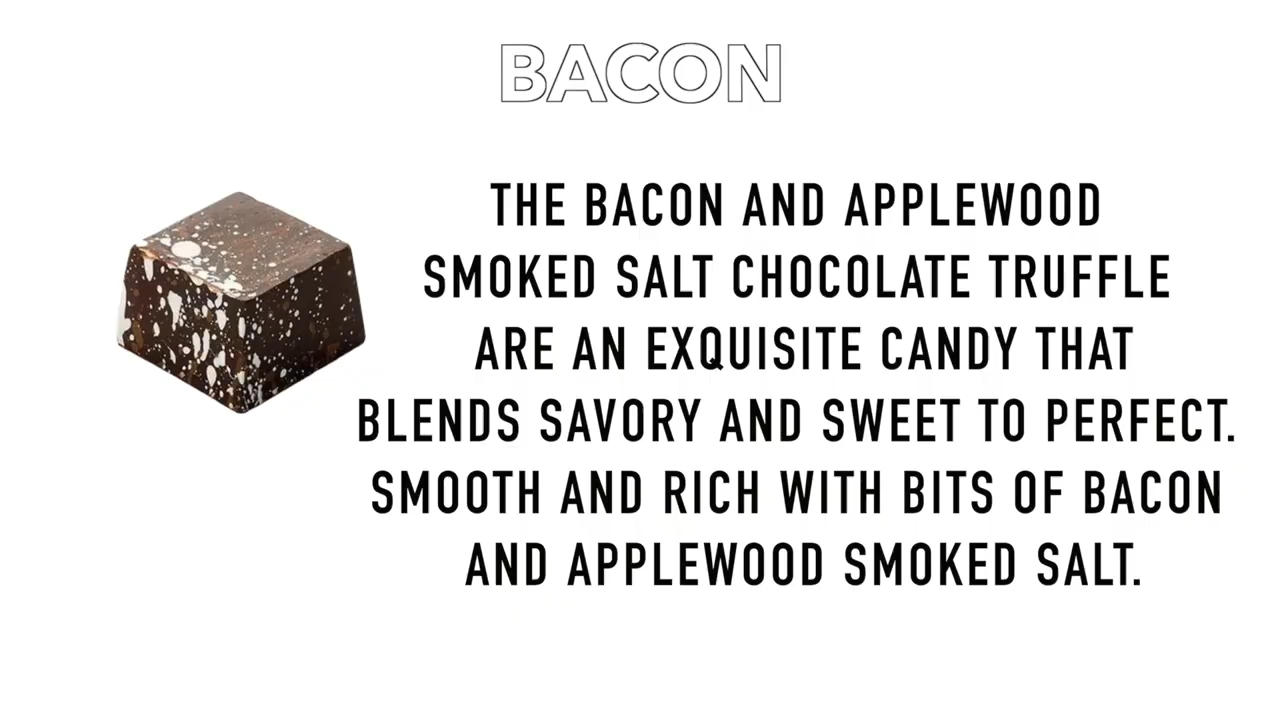 BACON
THE BACON AND APPLEWOOD
SMOKED SALT CHOCOLATE TRUFFLE
ARE AN EXQUISITE CANDY THAT
BLENDS SAVORY AND SWEET TO PERFECT.
SMOOTH AND RICH WITH BITS OF BACON
AND APPLEWOOD SMOKED SALT.